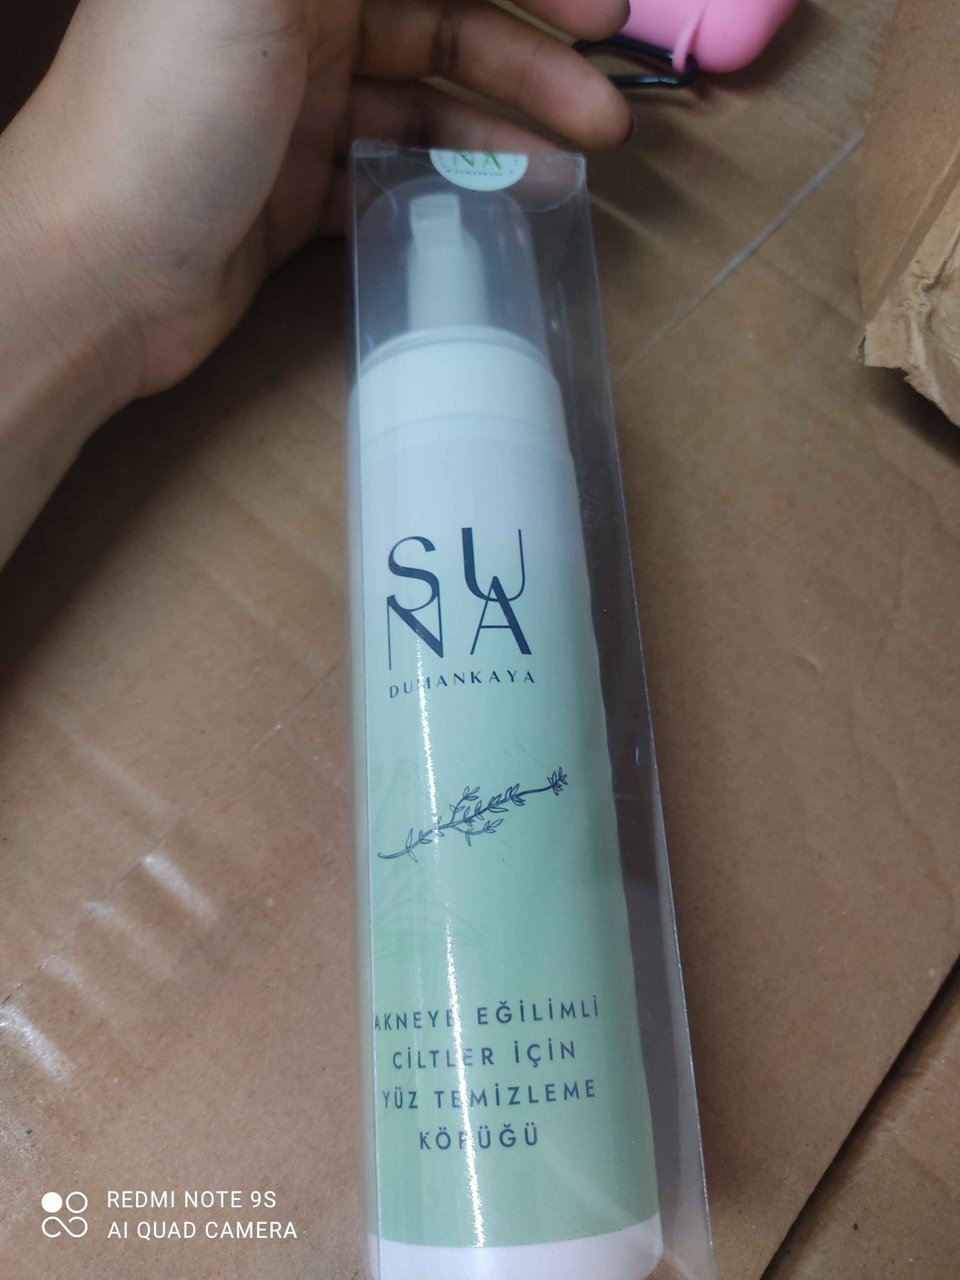 NA
SU
NA
DUMANKAYA
AKNEYE EĞİLİMLİ
CİLTLER İÇİN
YÜZ TEMİZLEME
KÖPÜĞÜ
REDMI NOTE 9S
AI QUAD CAMERA